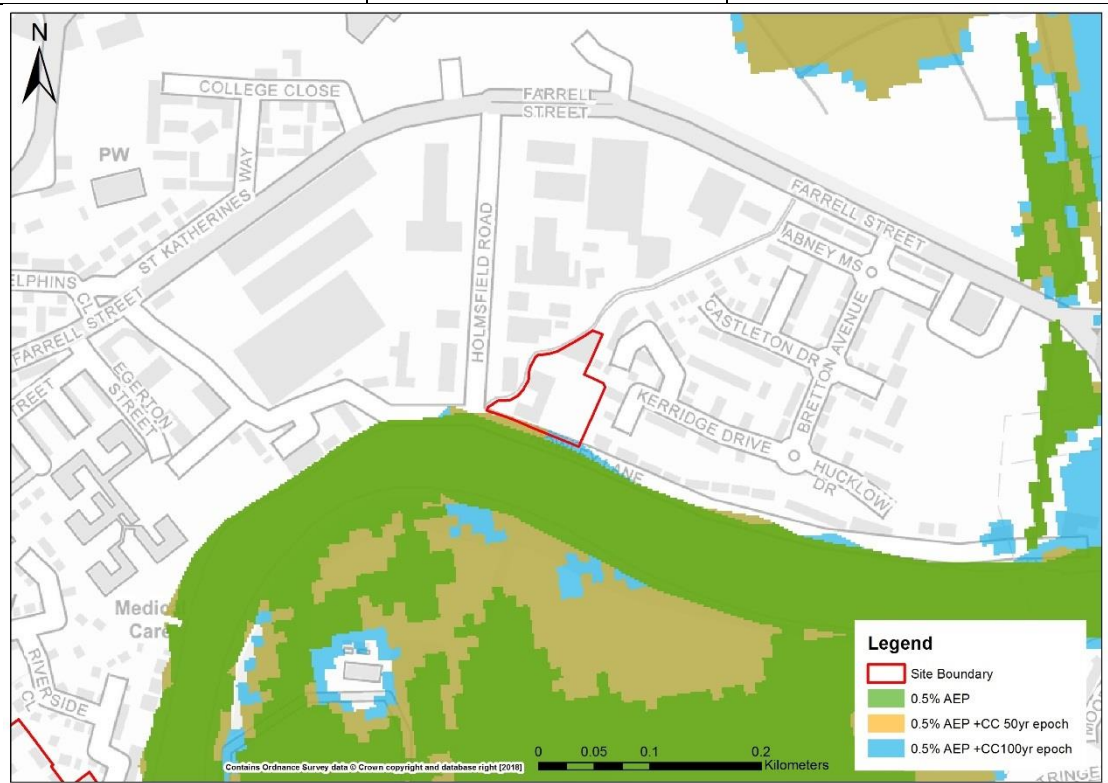 N
COLLEGE CLOSE
FARRELL
STREET
PW
WAY
ST KATHERINES
HOLMSFIELD ROAD
FARRELL STREET
ABNEY MS
ELPHINS
CL
FARRELL STREET
CASTLETON DR
BRETTON AVENUE
EGERTON
STREET
TREET
KERRIDGE DRIVE
LANE
HUCKLOW
DR
Medic
Care
RIVERSIDE
CL
Legend
Site Boundary
0.5% AEP
0.5% AEP +CC 50yr epoch
0.5% AEP +CC100yr epoch
0 0.05 0.1 0.2
Kilometers
Contains Ordnance Survey data © Crown copyright and database right [2018]
TRINGE